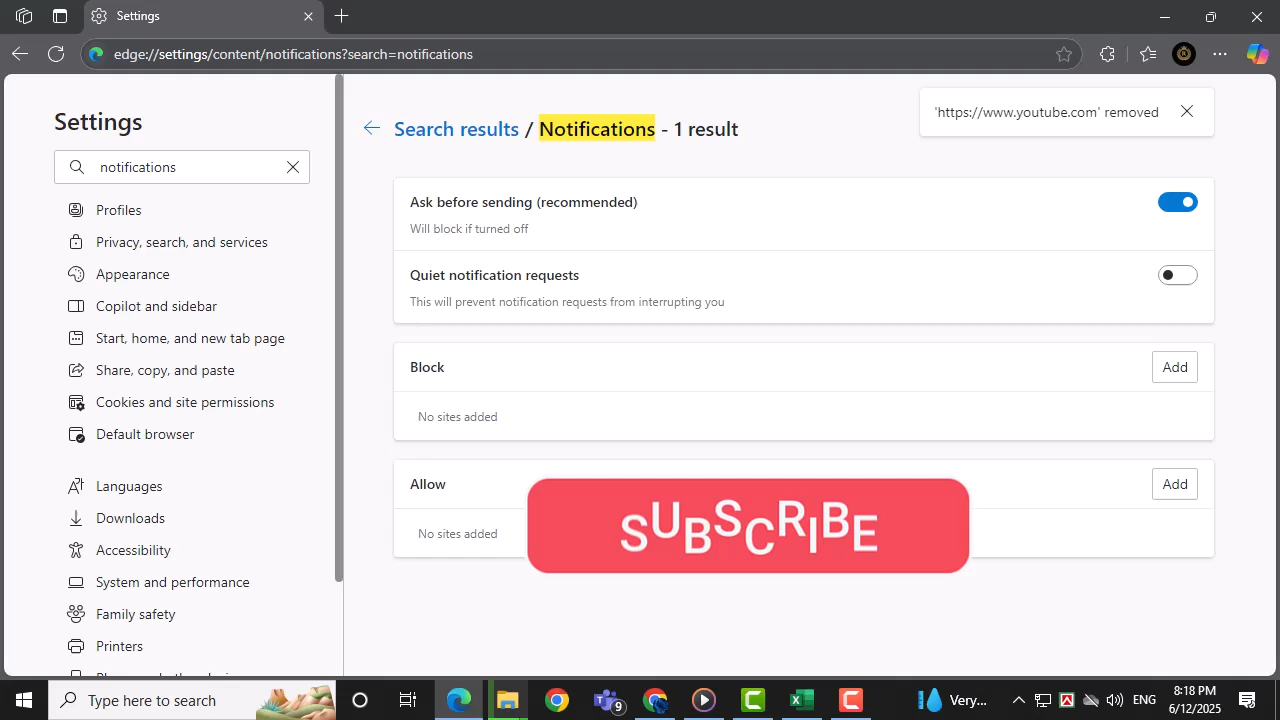 Settings
edge://settings/content/notifications?search=notifications
Settings
notifications
Profiles
Privacy, search, and services
Appearance
Copilot and sidebar
Start, home, and new tab page
Share, copy, and paste
Cookies and site permissions
Default browser
Languages
Downloads
Accessibility
System and performance
Family safety
Printers
Search results / Notifications - 1 result
'https://www.youtube.com' removed
Ask before sending (recommended)
Will block if turned off
Quiet notification requests
This will prevent notification requests from interrupting you
Block
Add
No sites added
Allow
Add
No sites added
SUBSCRIBE
Type here to search
9
Very...
ENG
8:18 PM
6/12/2025